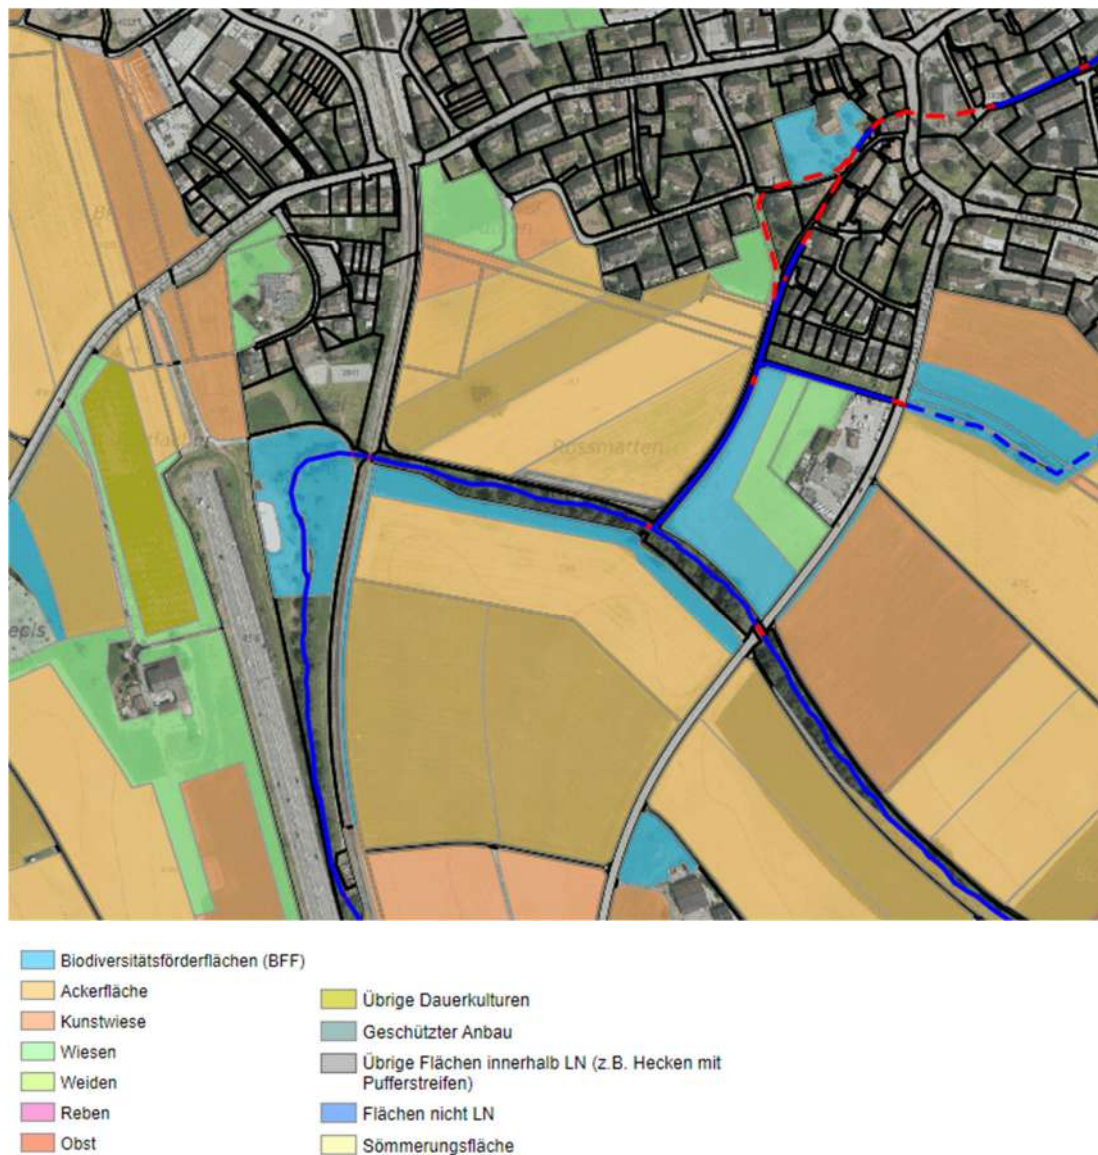 Rossmatten
epis
Biodiversitätsförderflächen (BFF)
Ackerfläche
Kunstwiese
Wiesen
Weiden
Reben
Obst
Übrige Dauerkulturen
Geschützter Anbau
Übrige Flächen innerhalb LN (z.B. Hecken mit
Pufferstreifen)
Flächen nicht LN
Sömmerungsfläche